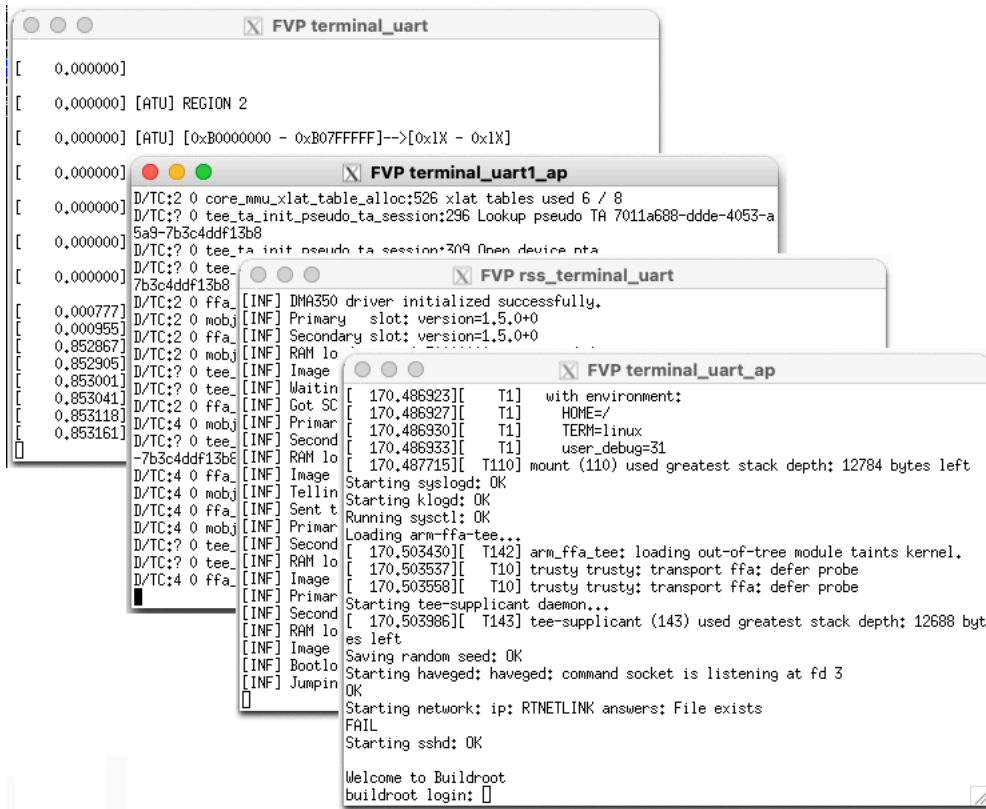 FVP terminal_uart
[ 0.000000]
[ 0.000000] [ATU] REGION 2
[ 0.000000] [ATU] [0xB0000000 - 0xB07FFFFF]-->[0xlX - 0xlX]
[ 0.000000]
[ 0.000000]
[ 0.000000]
[ 0.000000]
[ 0.000777]
[ 0.000955]
[ 0.852867]
[ 0.852905]
[ 0.853001]
[ 0.853041]
[ 0.853118]
[ 0.853161]
FVP terminal_uart1_ap
D/TC:2 0 core_mmu_xlat_table_alloc:526 xlat tables used 6 / 8
D/TC:? 0 tee_ta_init_pseudo_ta_session:296 Lookup pseudo TA 7011a688-ddde-4053-a
5a9-7b3c4ddf13b8
D/TC:? 0 tee_ta_init_pseudo_ta_session:309 Open device.pta
D/TC:? 0 tee_
7b3c4ddf13b8
D/TC:2 0 ffa_
D/TC:2 0 mobj
D/TC:2 0 ffa_
D/TC:2 0 mobj
D/TC:? 0 tee_
D/TC:? 0 tee_
D/TC:2 0 ffa_
D/TC:4 0 mobj
D/TC:? 0 tee_
-7b3c4ddf13b8
D/TC:4 0 ffa_
D/TC:4 0 mobj
D/TC:4 0 ffa_
D/TC:4 0 mobj
D/TC:? 0 tee_
D/TC:? 0 tee_
D/TC:4 0 ffa_
FVP rss_terminal_uart
[INF] DMA350 driver initialized successfully.
[INF] Primary slot: version=1.5.0+0
[INF] Secondary slot: version=1.5.0+0
[INF] RAM lo
[INF] Image
[INF] Waitin
[INF] Got SC
[INF] Primar
[INF] Second
[INF] RAM lo
[INF] Image
[INF] Tellin
[INF] Sent t
[INF] Primar
[INF] Second
[INF] RAM lo
[INF] Image
[INF] Primar
[INF] Second
[INF] RAM lo
[INF] Image
[INF] Bootlo
[INF] Jumpin
FVP terminal_uart_ap
[ 170.486923][ T1] with environment:
[ 170.486927][ T1] HOME=/
[ 170.486930][ T1] TERM=linux
[ 170.486933][ T1] user_debug=31
[ 170.487715][ T110] mount (110) used greatest stack depth: 12784 bytes left
Starting syslogd: OK
Starting klogd: OK
Running sysctl: OK
Loading arm-ffa-tee...
[ 170.503430][ T142] arm_ffa_tee: loading out-of-tree module taints kernel.
[ 170.503537][ T10] trusty trusty: transport ffa: defer probe
[ 170.503558][ T10] trusty trusty: transport ffa: defer probe
Starting tee-supplicant daemon...
[ 170.503986][ T143] tee-supplicant (143) used greatest stack depth: 12688 byt
es left
Saving random seed: OK
Starting haveged: haveged: command socket is listening at fd 3
OK
Starting network: ip: RTNETLINK answers: File exists
FAIL
Starting sshd: OK
Welcome to Buildroot
buildroot login: